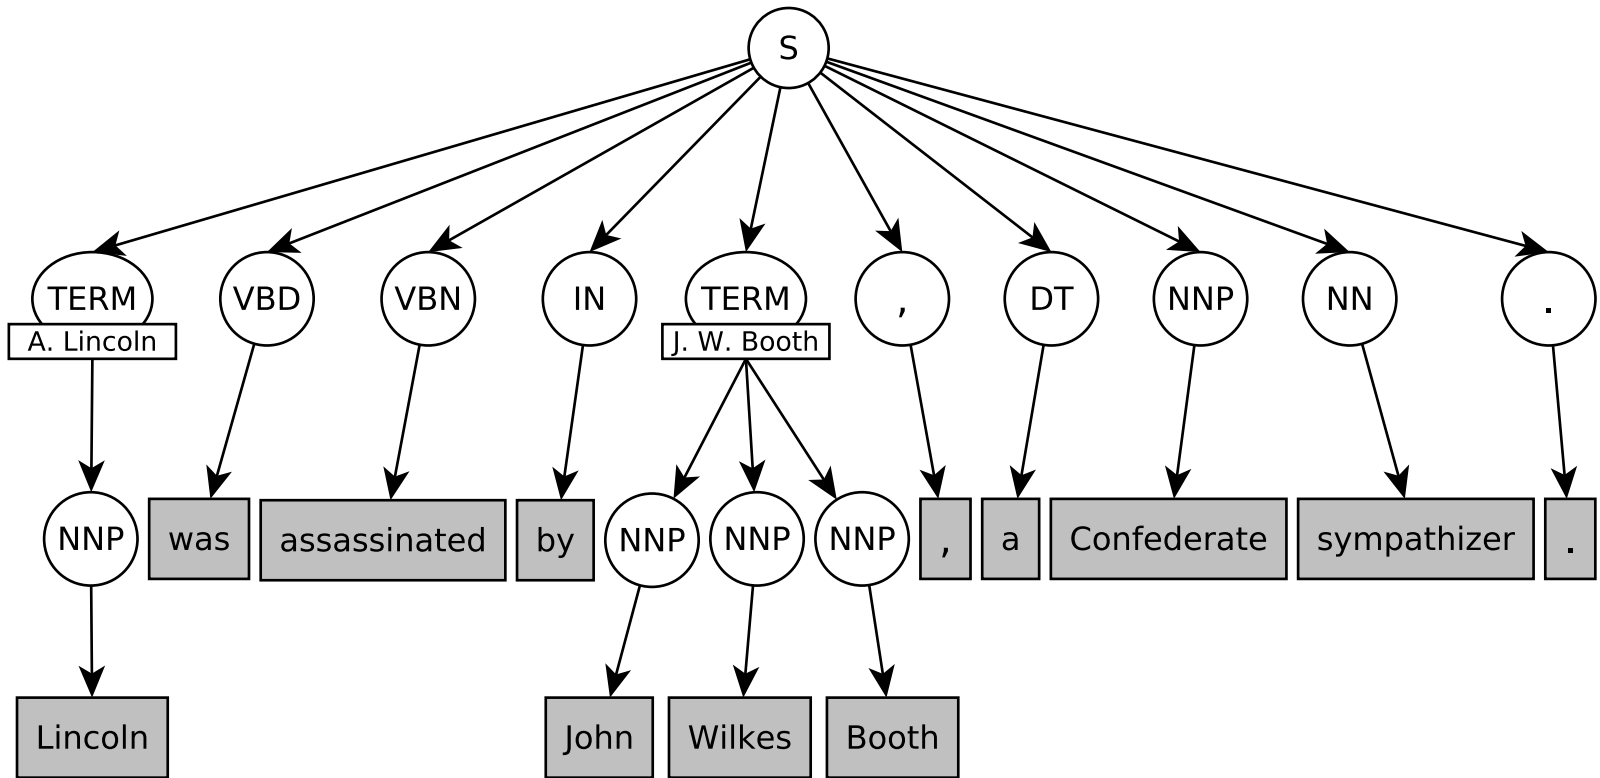 S
TERM VBD VBN IN TERM , DT NNP NN .
A. Lincoln J. W. Booth
NNP was assassinated by NNP NNP NNP , a Confederate sympathizer .
Lincoln John Wilkes Booth